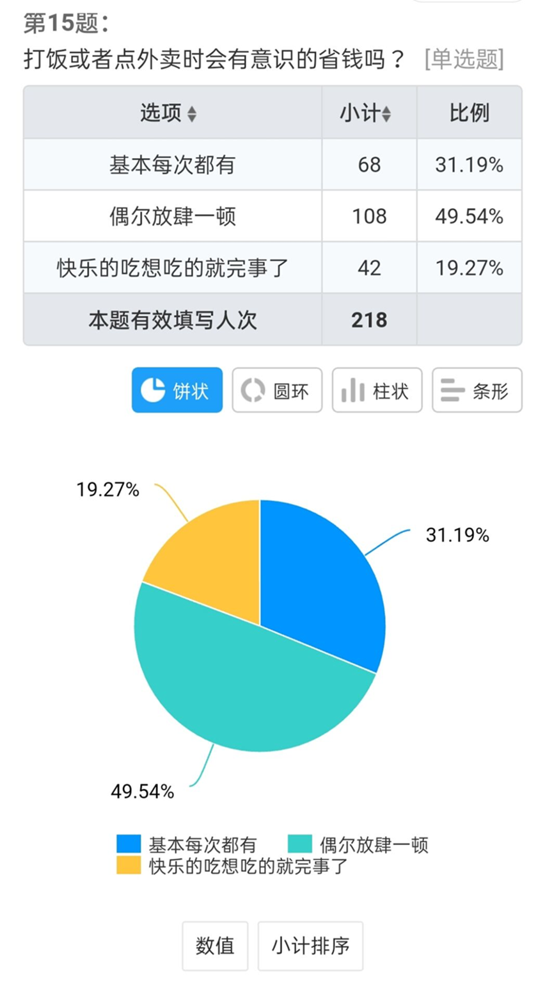 第15题：
打饭或者点外卖时会有意识的省钱吗？ [单选题]
选项 小计 比例
基本每次都有 68 31.19%
偶尔放肆一顿 108 49.54%
快乐的吃想吃的就完事了 42 19.27%
本题有效填写人次 218
饼状 圆环 柱状 条形
19.27%
31.19%
49.54%
基本每次都有 偶尔放肆一顿
快乐的吃想吃的就完事了
数值 小计排序